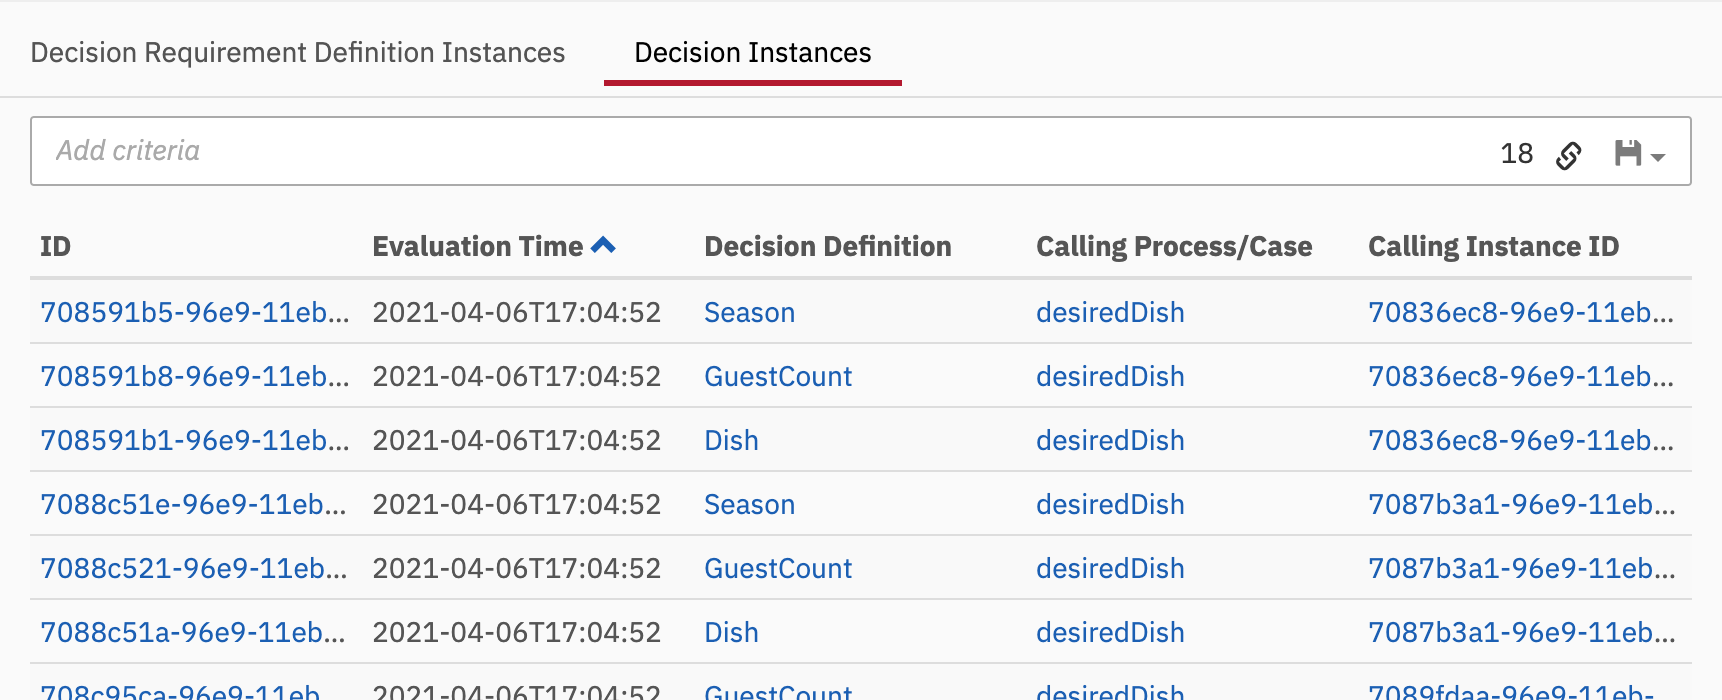 Decision Requirement Definition Instances Decision Instances
Add criteria 18
ID Evaluation Time Decision Definition Calling Process/Case Calling Instance ID
708591b5-96e9-11eb... 2021-04-06T17:04:52 Season desiredDish 70836ec8-96e9-11eb...
708591b8-96e9-11eb... 2021-04-06T17:04:52 GuestCount desiredDish 70836ec8-96e9-11eb...
708591b1-96e9-11eb... 2021-04-06T17:04:52 Dish desiredDish 70836ec8-96e9-11eb...
7088c51e-96e9-11eb... 2021-04-06T17:04:52 Season desiredDish 7087b3a1-96e9-11eb...
7088c521-96e9-11eb... 2021-04-06T17:04:52 GuestCount desiredDish 7087b3a1-96e9-11eb...
7088c51a-96e9-11eb... 2021-04-06T17:04:52 Dish desiredDish 7087b3a1-96e9-11eb...
708c95ca-96e9-11eb 2021-04-06T17:04:52 GuestCount desiredDish 7089fdaa-96e9-11eb-